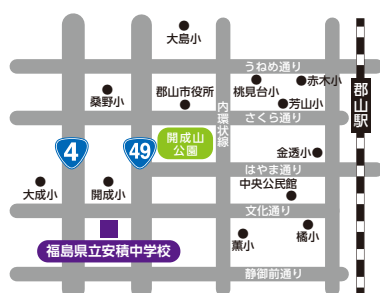 大島小
うねめ通り
桑野小
郡山市役所
桃見台小
赤木小
芳山小
郡山駅
さくら通り
内環状線
4
49
開成山
公園
金透小
はやま通り
大成小
開成小
中央公民館
文化通り
福島県立安積中学校
薫小
橘小
静御前通り